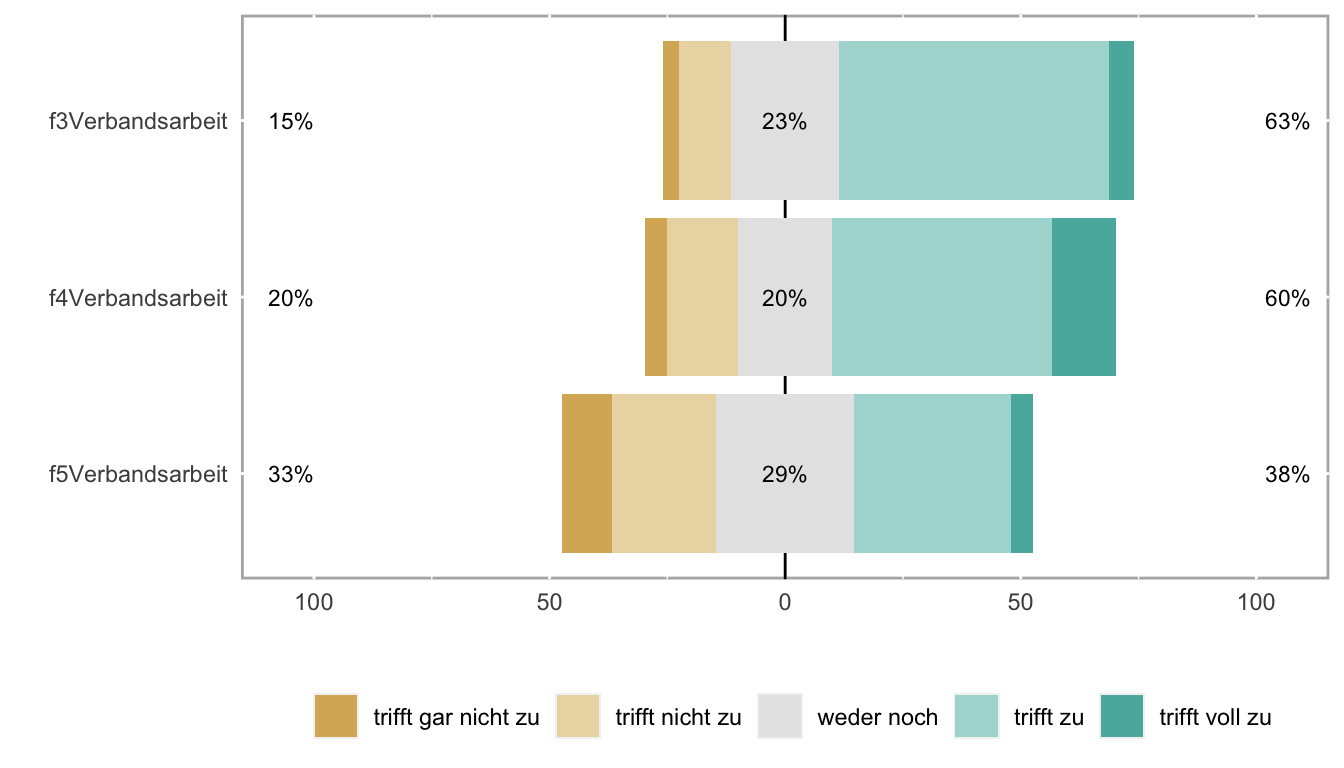 f3Verbandsarbeit 15% 23% 63%
f4Verbandsarbeit 20% 20% 60%
f5Verbandsarbeit 33% 29% 38%
100 50 0 50 100
trifft gar nicht zu trifft nicht zu weder noch trifft zu trifft voll zu